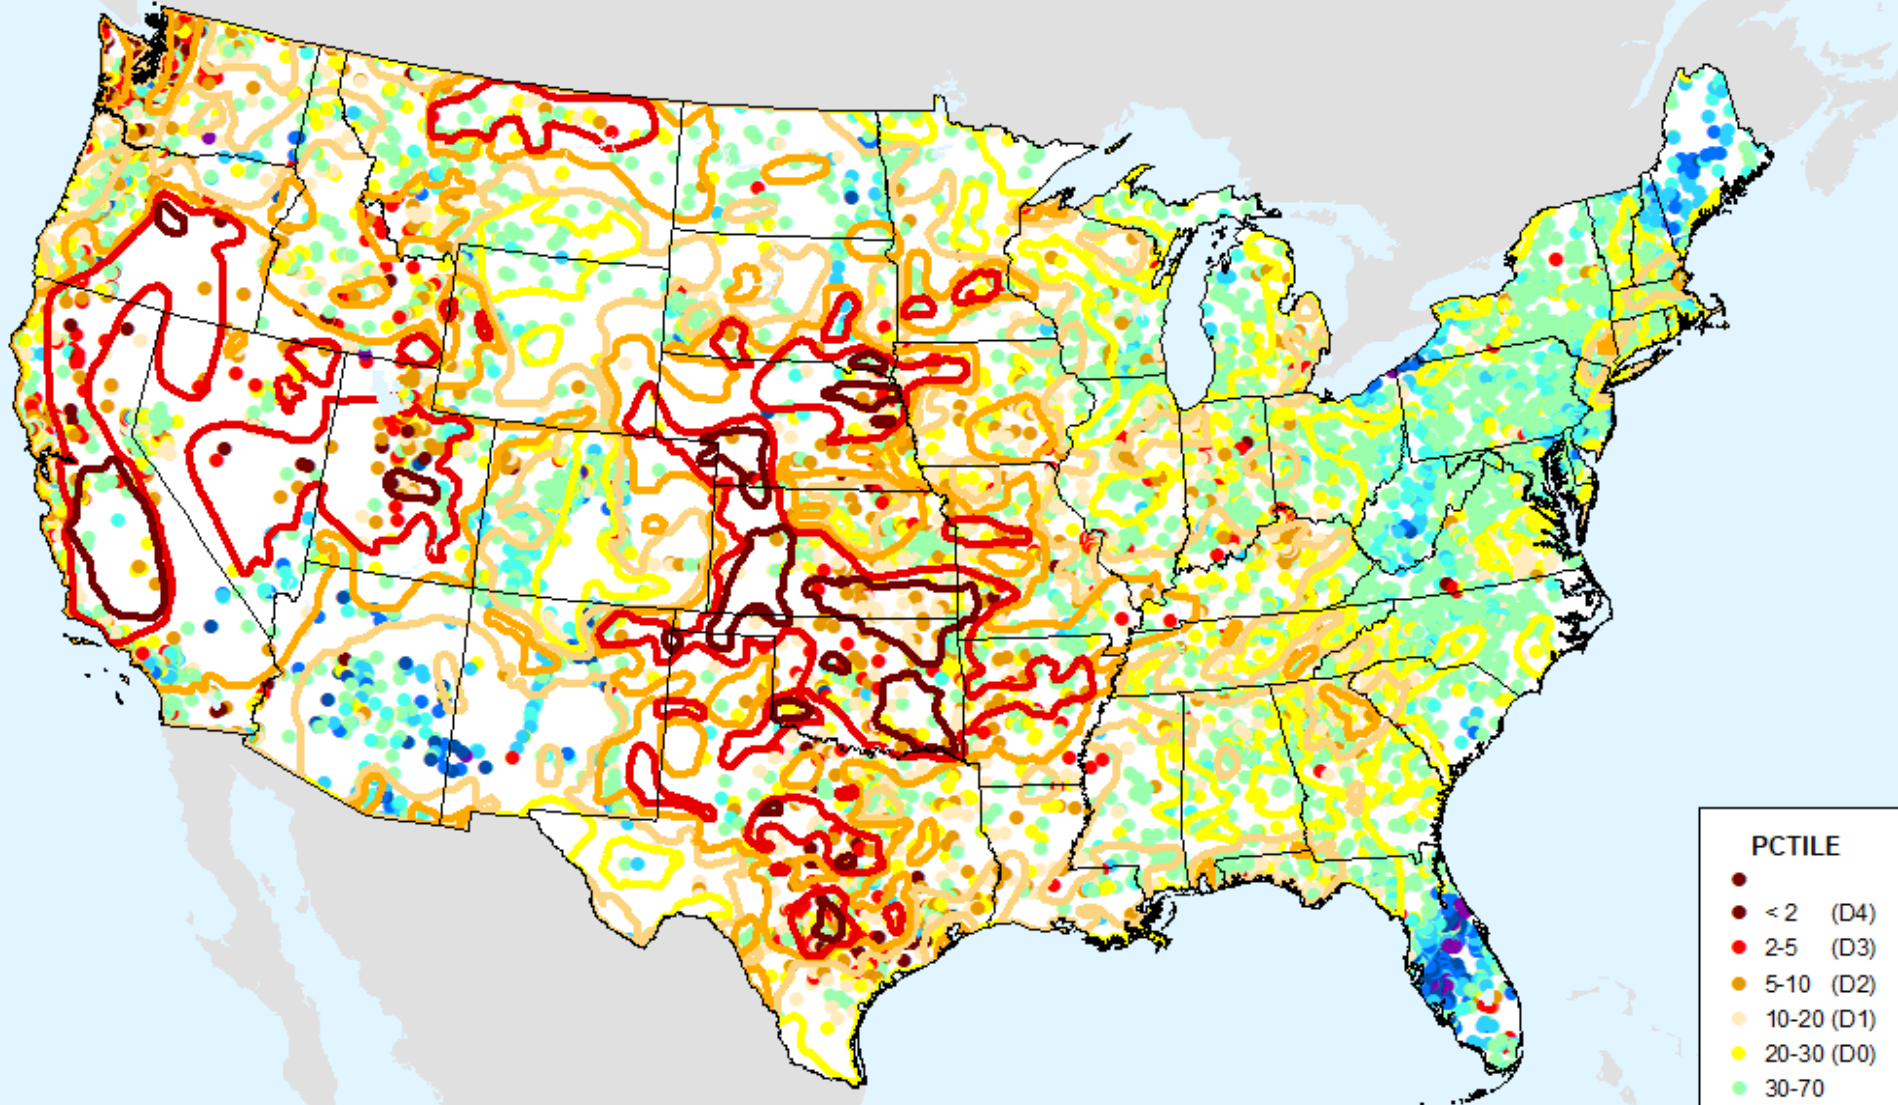 PCTILE
< 2 (D4)
2-5 (D3)
5-10 (D2)
10-20 (D1)
20-30 (D0)
30-70